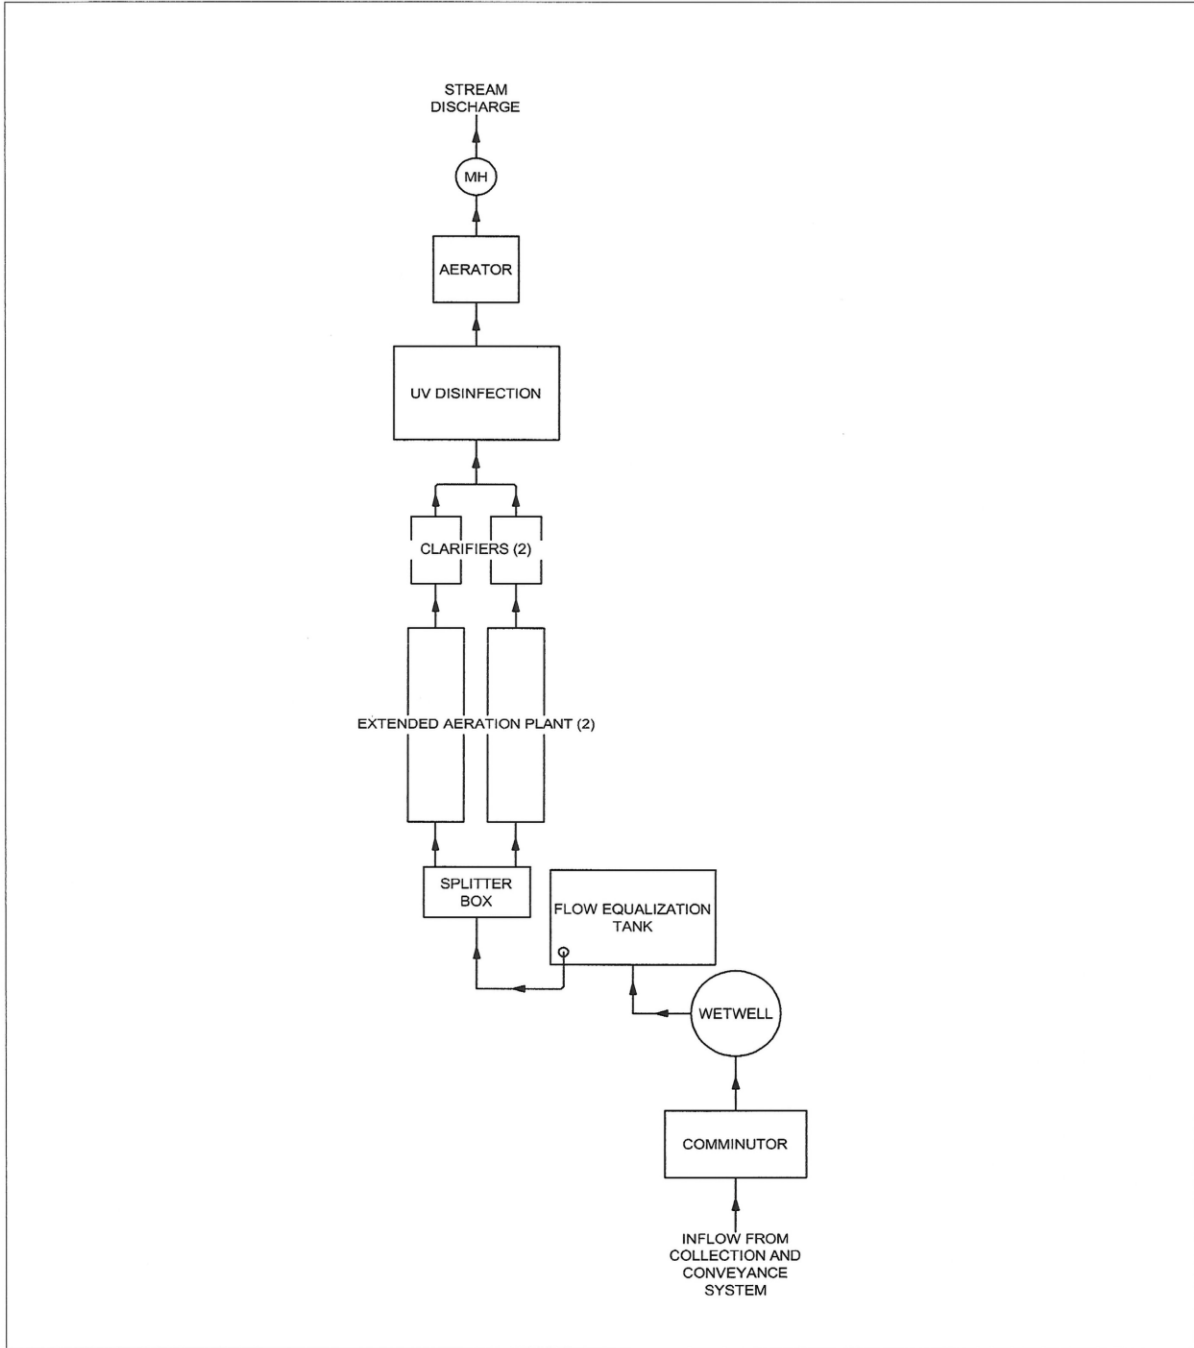 STREAM
DISCHARGE
MH
AERATOR
UV DISINFECTION
CLARIFIERS (2)
EXTENDED AERATION PLANT (2)
SPLITTER
BOX
FLOW EQUALIZATION
TANK
WETWELL
COMMINUTOR
INFLOW FROM
COLLECTION AND
CONVEYANCE
SYSTEM